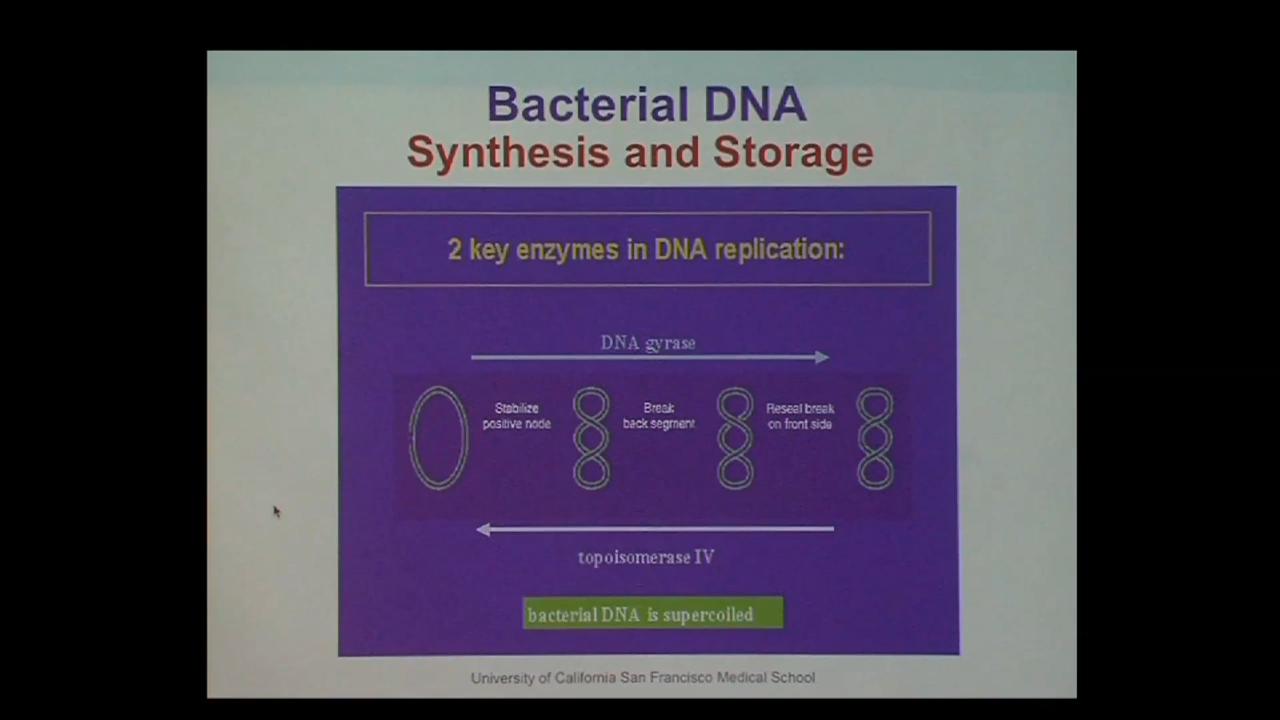 Bacterial DNA
Synthesis and Storage
2 key enzymes in DNA replication:
DNA gyrase
Stabilize
positive node
Break
back segment
Reseal break
on front side
topoisomerase IV
bacterial DNA is supercoiled
University of California San Francisco Medical School